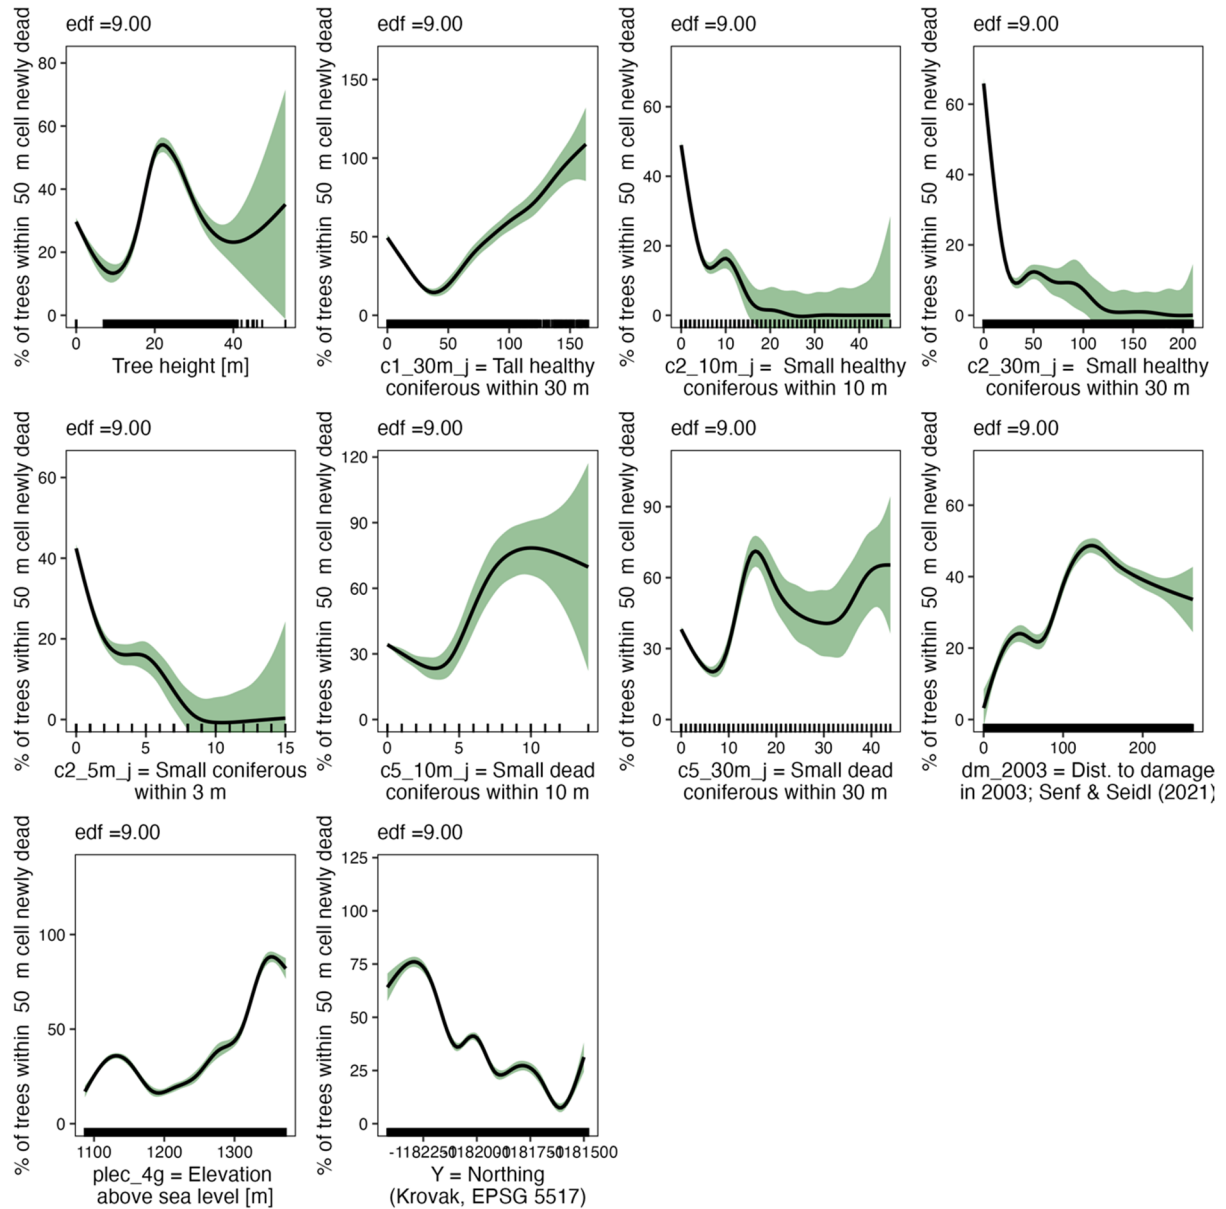 edf =9.00
% of trees within  50  m cell newly dead
80
60
40
20
0
0
20
40
Tree height [m]
edf =9.00
% of trees within  50  m cell newly dead
150
100
50
0
0
50
100
150
c1_30m_j = Tall healthy
coniferous within 30 m
edf =9.00
% of trees within  50  m cell newly dead
60
40
20
0
0
10
20
30
40
c2_10m_j =  Small healthy
coniferous within 10 m
edf =9.00
% of trees within  50  m cell newly dead
60
40
20
0
0
50
100
150
200
c2_30m_j =  Small healthy
coniferous within 30 m
edf =9.00
% of trees within  50  m cell newly dead
60
40
20
0
0
5
10
15
c2_5m_j = Small coniferous
within 3 m
edf =9.00
% of trees within  50  m cell newly dead
120
90
60
30
0
0
5
10
c5_10m_j = Small dead
coniferous within 10 m
edf =9.00
% of trees within  50  m cell newly dead
90
60
30
0
0
10
20
30
40
c5_30m_j = Small dead
coniferous within 30 m
edf =9.00
% of trees within  50  m cell newly dead
60
40
20
0
0
100
200
dm_2003 = Dist. to damage
in 2003; Senf & Seidl (2021)
edf =9.00
% of trees within  50  m cell newly dead
100
50
0
1100
1200
1300
plec_4g = Elevation
above sea level [m]
edf =9.00
% of trees within  50  m cell newly dead
125
100
75
50
25
0
-1182250
-1182000
-1181750
-1181500
Y = Northing
(Krovak, EPSG 5517)